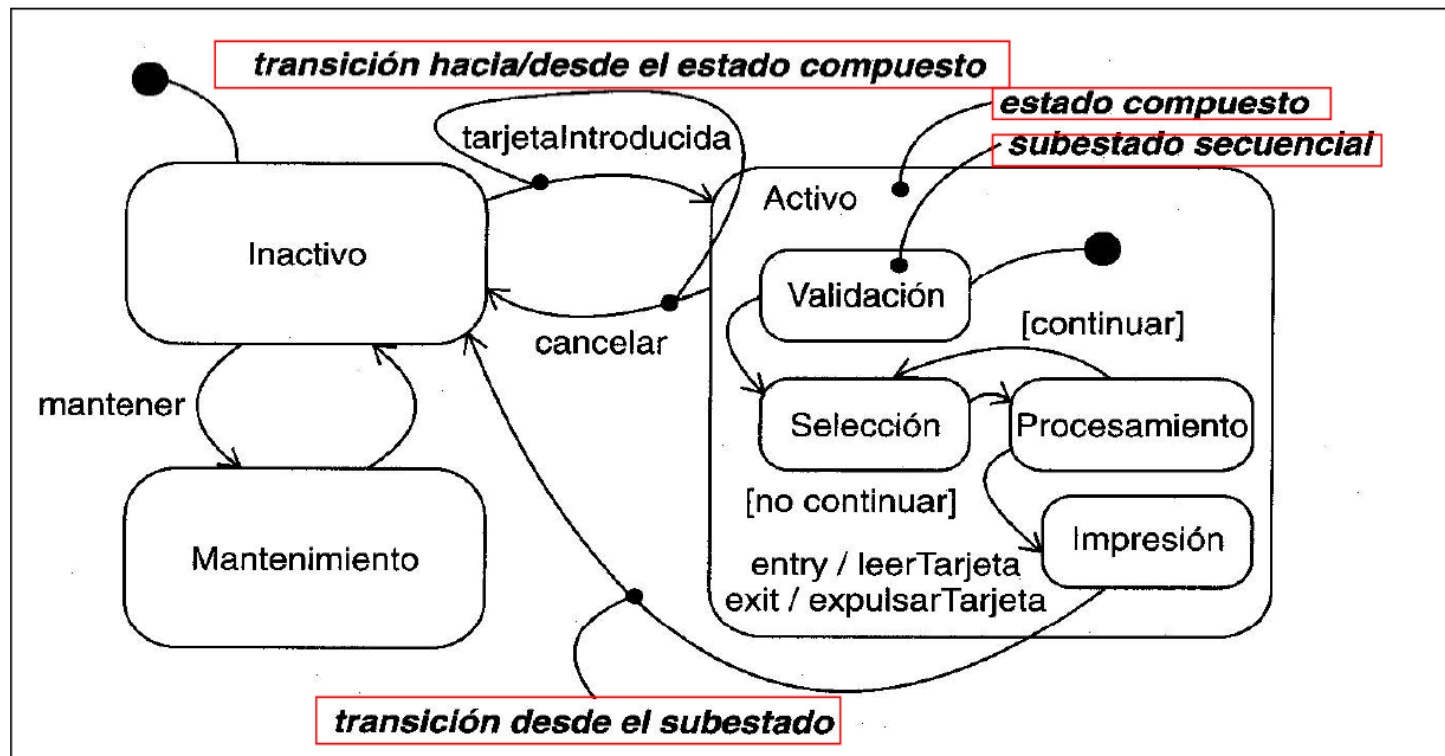 transición hacia/desde el estado compuesto
estado compuesto
tarjetaIntroducida
subestado secuencial
Activo
Inactivo
Validación
[continuar]
cancelar
mantener
Selección
Procesamiento
[no continuar]
Impresión
Mantenimiento
entry / leerTarjeta
exit / expulsarTarjeta
transición desde el subestado